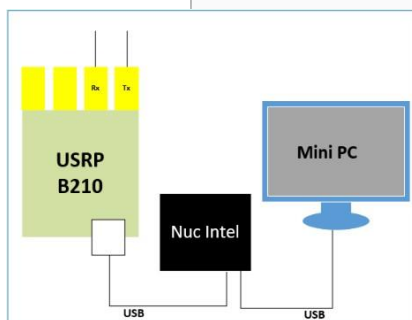 Rx
Tx
USRP
B210
Mini PC
Nuc Intel
USB
USB